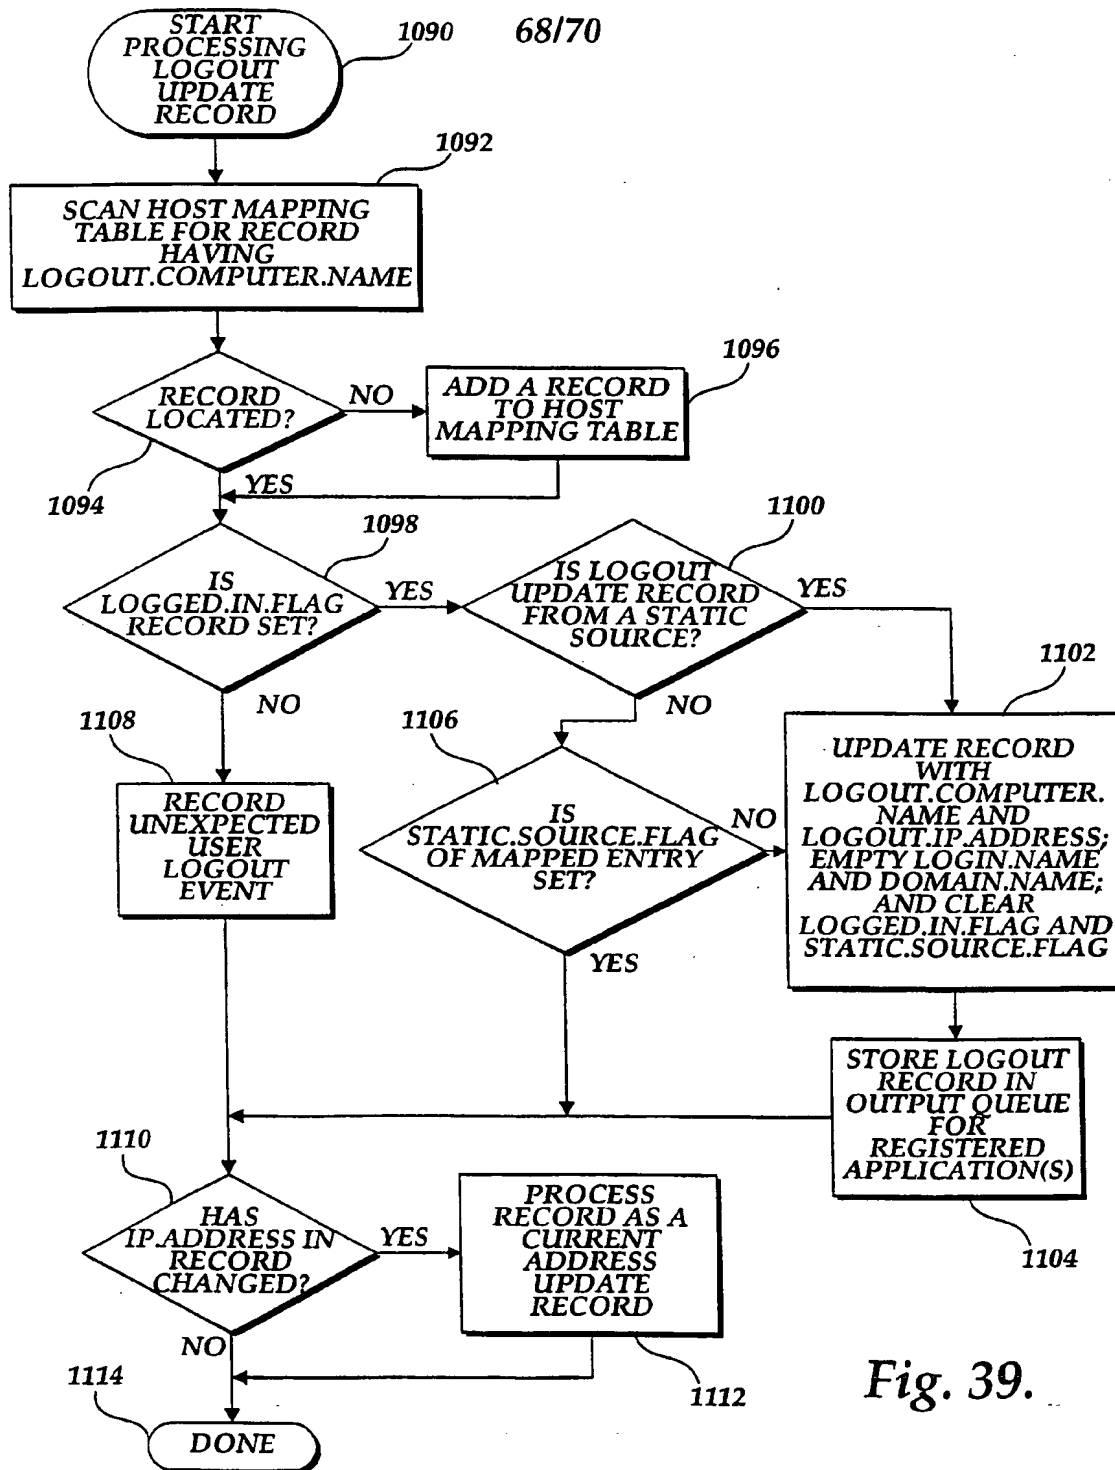 68/70
START
PROCESSING
LOGOUT
UPDATE
RECORD
1090
1092
SCAN HOST MAPPING
TABLE FOR RECORD
HAVING
LOGOUT.COMPUTER.NAME
RECORD
LOCATED?
1094
NO
YES
1096
ADD A RECORD
TO HOST
MAPPING TABLE
1098
IS
LOGGED.IN.FLAG
RECORD SET?
YES
NO
1100
IS LOGOUT
UPDATE RECORD
FROM A STATIC
SOURCE?
YES
NO
1102
UPDATE RECORD
WITH
LOGOUT.COMPUTER.
NAME AND
LOGOUT.IP.ADDRESS;
EMPTY LOGIN.NAME
AND DOMAIN.NAME;
AND CLEAR
LOGGED.IN.FLAG AND
STATIC.SOURCE.FLAG
1108
RECORD
UNEXPECTED
USER
LOGOUT
EVENT
1106
IS
STATIC.SOURCE.FLAG
OF MAPPED ENTRY
SET?
NO
YES
STORE LOGOUT
RECORD IN
OUTPUT QUEUE
FOR
REGISTERED
APPLICATION(S)
1104
1110
HAS
IP.ADDRESS IN
RECORD
CHANGED?
YES
NO
PROCESS
RECORD AS A
CURRENT
ADDRESS
UPDATE
RECORD
1112
1114
DONE
Fig. 39.